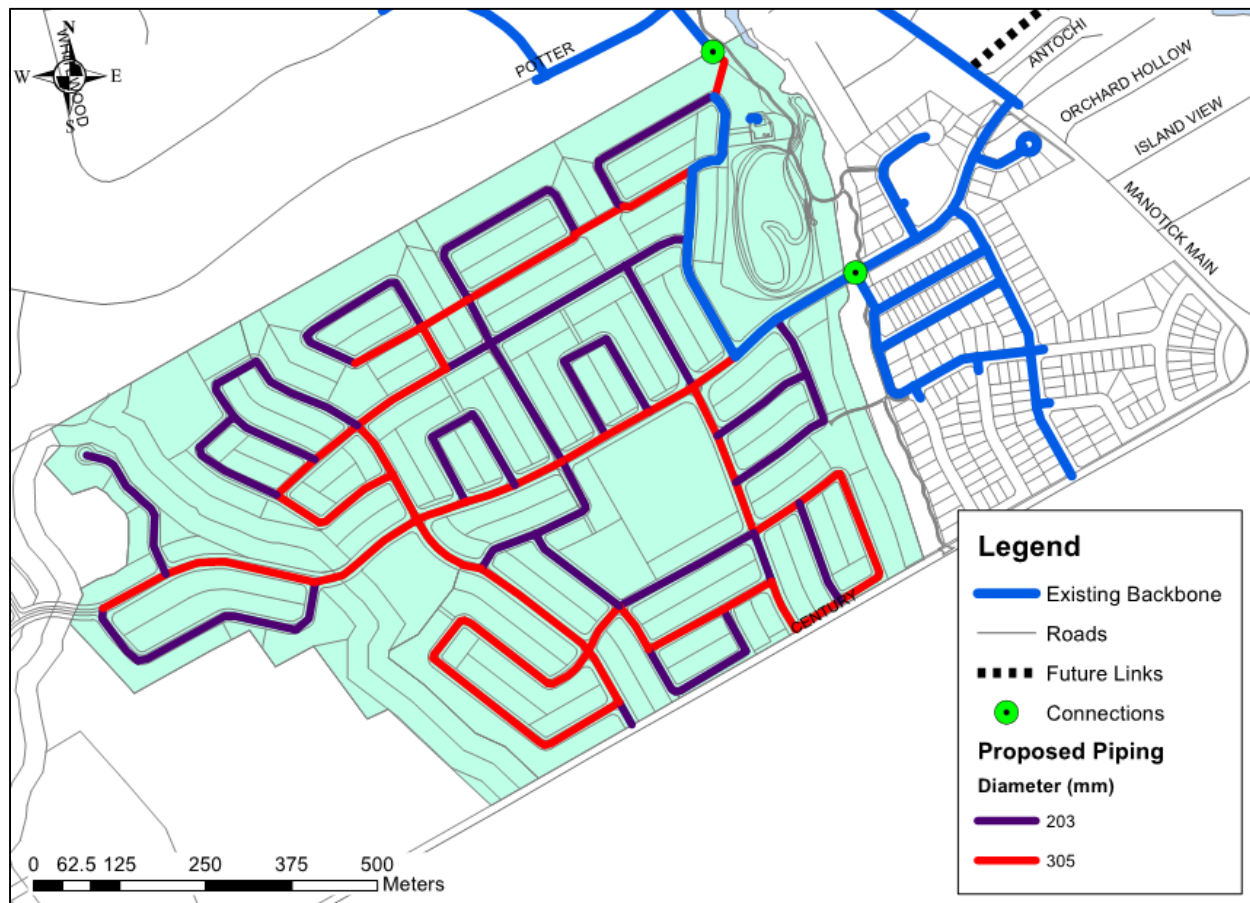 N
W E
S
WHITEWOOD
POTTER
ANTOCHI
ORCHARD HOLLOW
ISLAND VIEW
MANOTICK MAIN
CENTURY
Legend
Existing Backbone
Roads
Future Links
Connections
Proposed Piping
Diameter (mm)
203
305
0 62.5 125 250 375 500
Meters